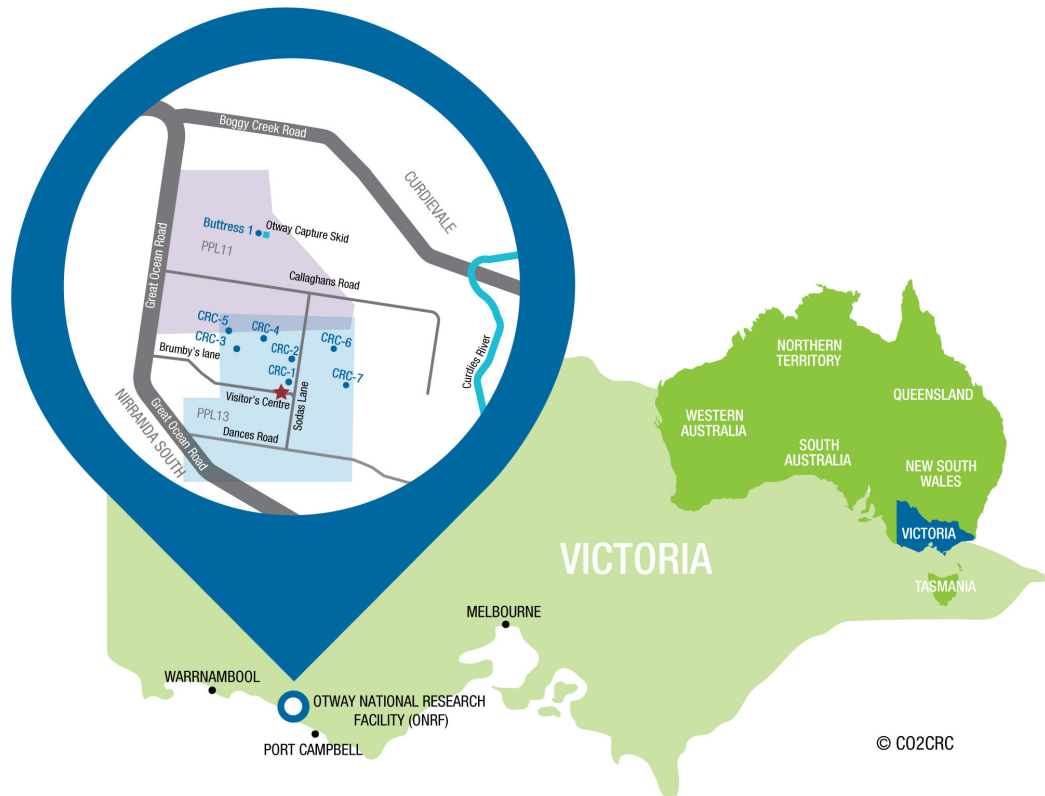 Boggy Creek Road
CURDIEVALE
Great Ocean Road
Buttress 1
Otway Capture Skid
PPL11
Callaghans Road
CRC-5
CRC-4
CRC-3
CRC-6
Brumby's lane
CRC-2
CRC-1
CRC-7
Visitor's Centre
Sodas Lane
Curdies River
PPL13
Dances Road
Great Ocean Road
NIRRANDA SOUTH
NORTHERN
TERRITORY
QUEENSLAND
WESTERN
AUSTRALIA
SOUTH
AUSTRALIA
NEW SOUTH
WALES
VICTORIA
TASMANIA
VICTORIA
MELBOURNE
WARRNAMBOOL
OTWAY NATIONAL RESEARCH
FACILITY (ONRF)
PORT CAMPBELL
© CO2CRC